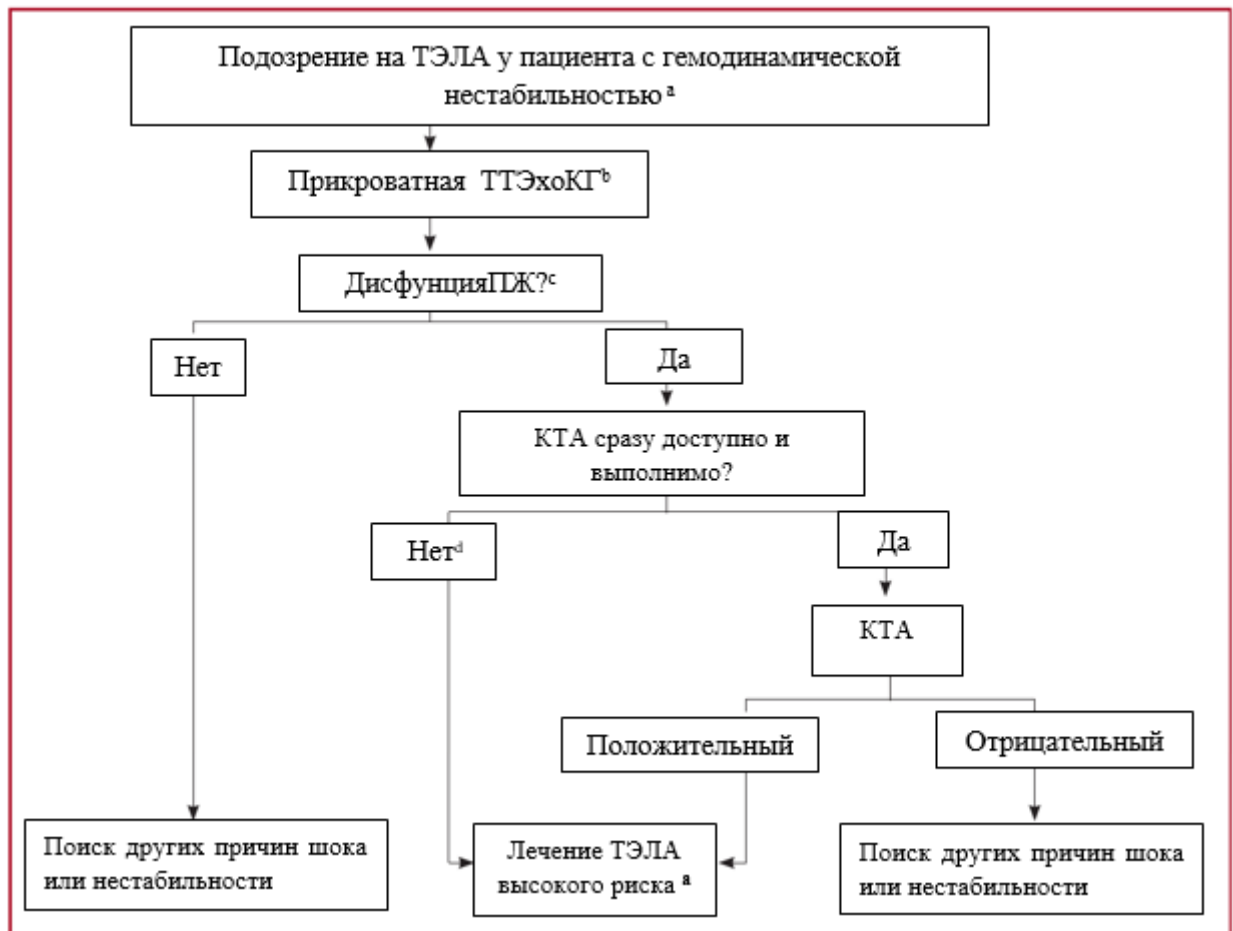 Подозрение на ТЭЛА у пациента с гемодинамической
нестабильностью ᵃ
Прикроватная ТТЭхоКГᵇ
ДисфунцияПЖ?ᶜ
Нет
Да
КТА сразу доступно и
выполнимо?
Нетᵈ
Да
КТА
Положительный
Отрицательный
Поиск других причин шока
или нестабильности
Лечение ТЭЛА
высокого риска ᵃ
Поиск других причин шока
или нестабильности